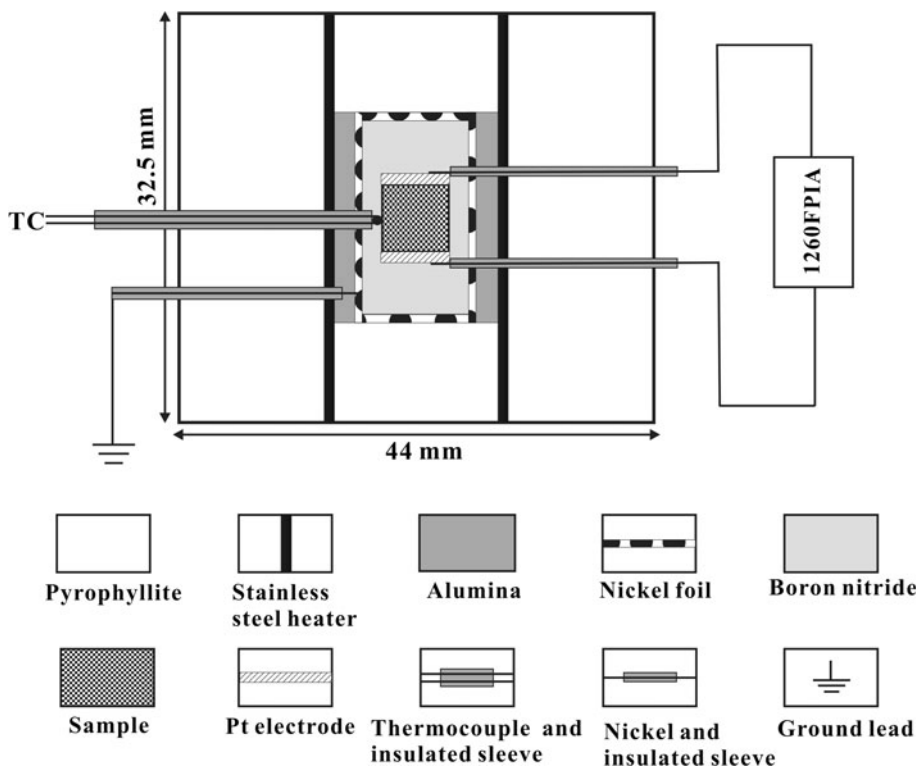 32.5 mm
TC
1260FPIA
44 mm
Pyrophyllite
Stainless
steel heater
Alumina
Nickel foil
Boron nitride
Sample
Pt electrode
Thermocouple and
insulated sleeve
Nickel and
insulated sleeve
Ground lead